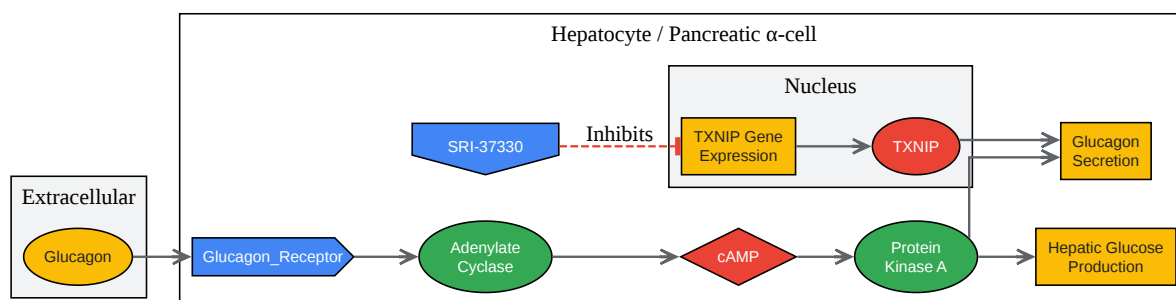 Hepatocyte / Pancreatic α-cell
Nucleus
SRI-37330
Inhibits
TXNIP Gene
Expression
TXNIP
Glucagon
Secretion
Extracellular
Glucagon
Glucagon_Receptor
Adenylate
Cyclase
cAMP
Protein
Kinase A
Hepatic Glucose
Production